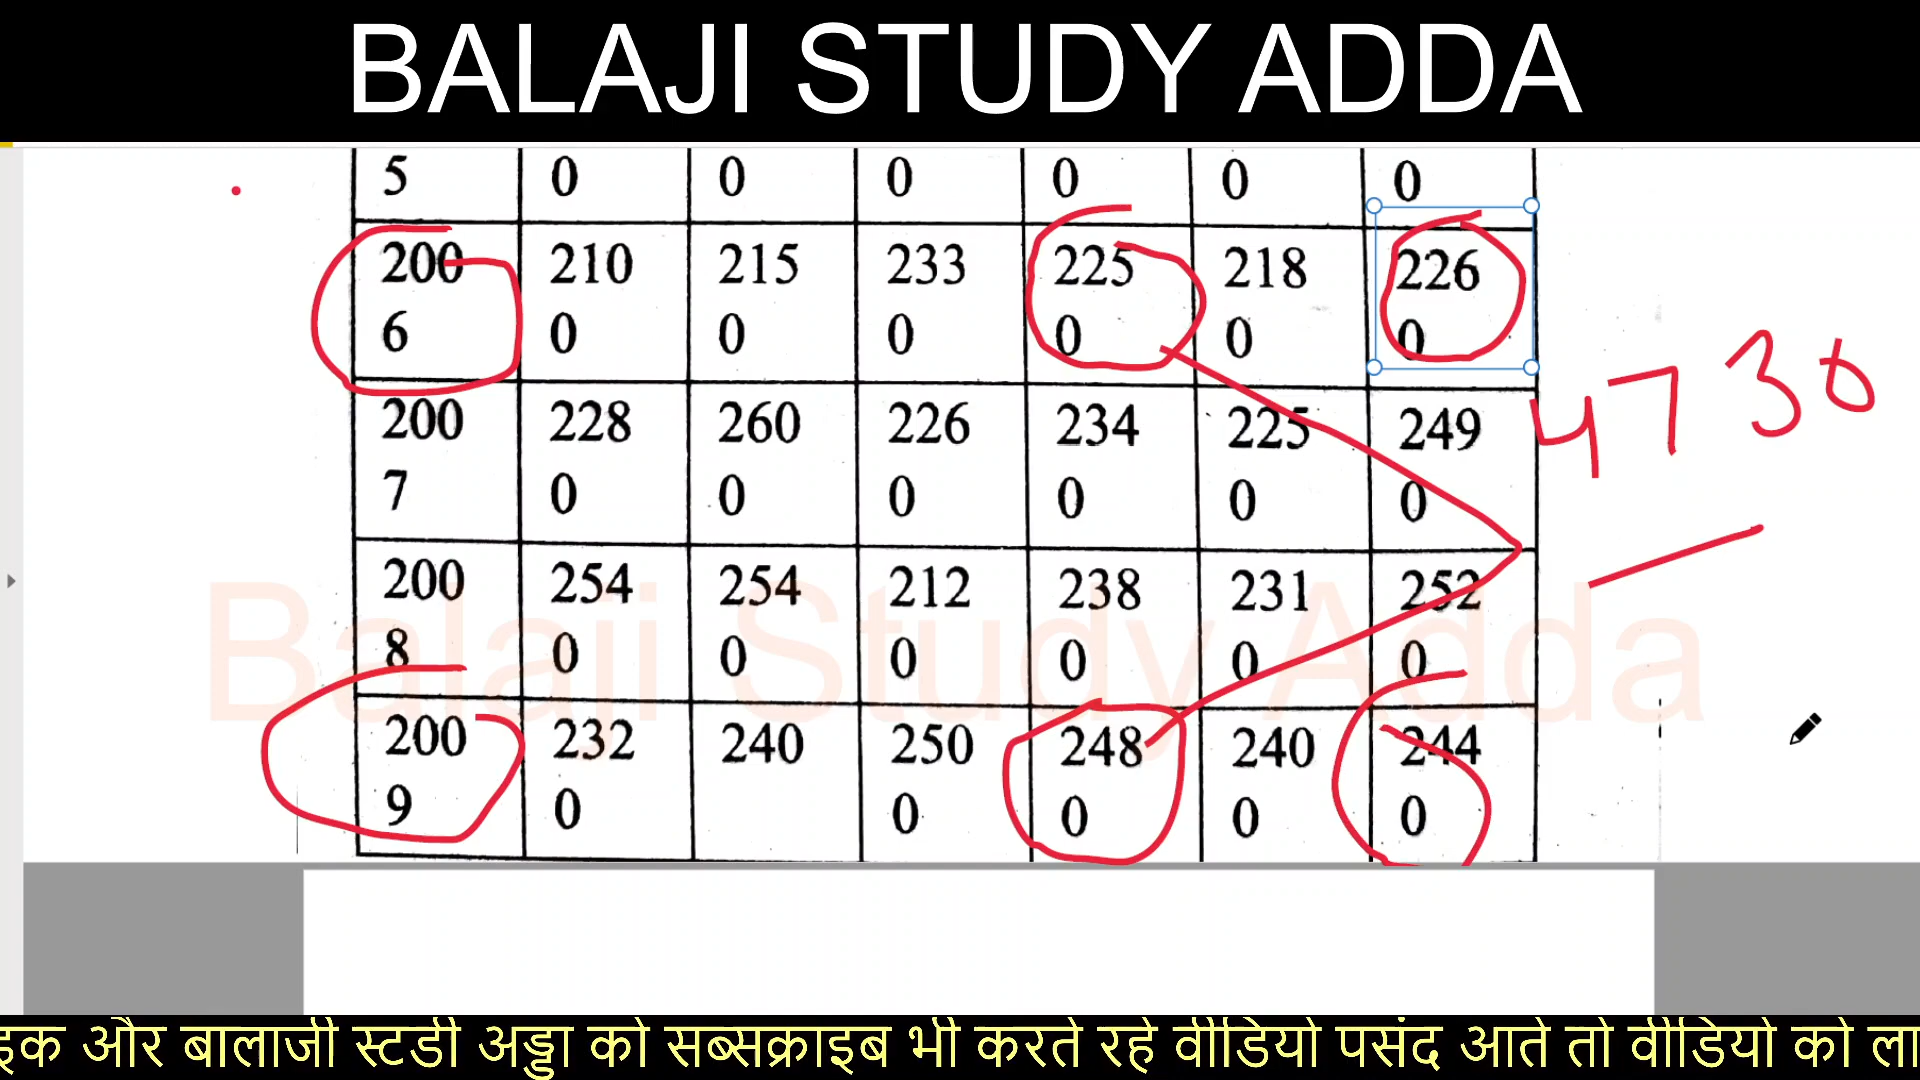 BALAJI STUDY ADDA
5 0 0 0 0 0 0
200 210 215 233 225 218 226
6 0 0 0 0 0 0
4730
200 228 260 226 234 225 249
7 0 0 0 0 0 0
200 254 254 212 238 231 252
8 0 0 0 0 0 0
Balaji Study Adda
200 232 240 250 248 240 244
9 0 0 0 0 0
इक और बालाजी स्टडी अड्डा को सब्सक्राइब भी करते रहे वीडियो पसंद आते तो वीडियो को ला